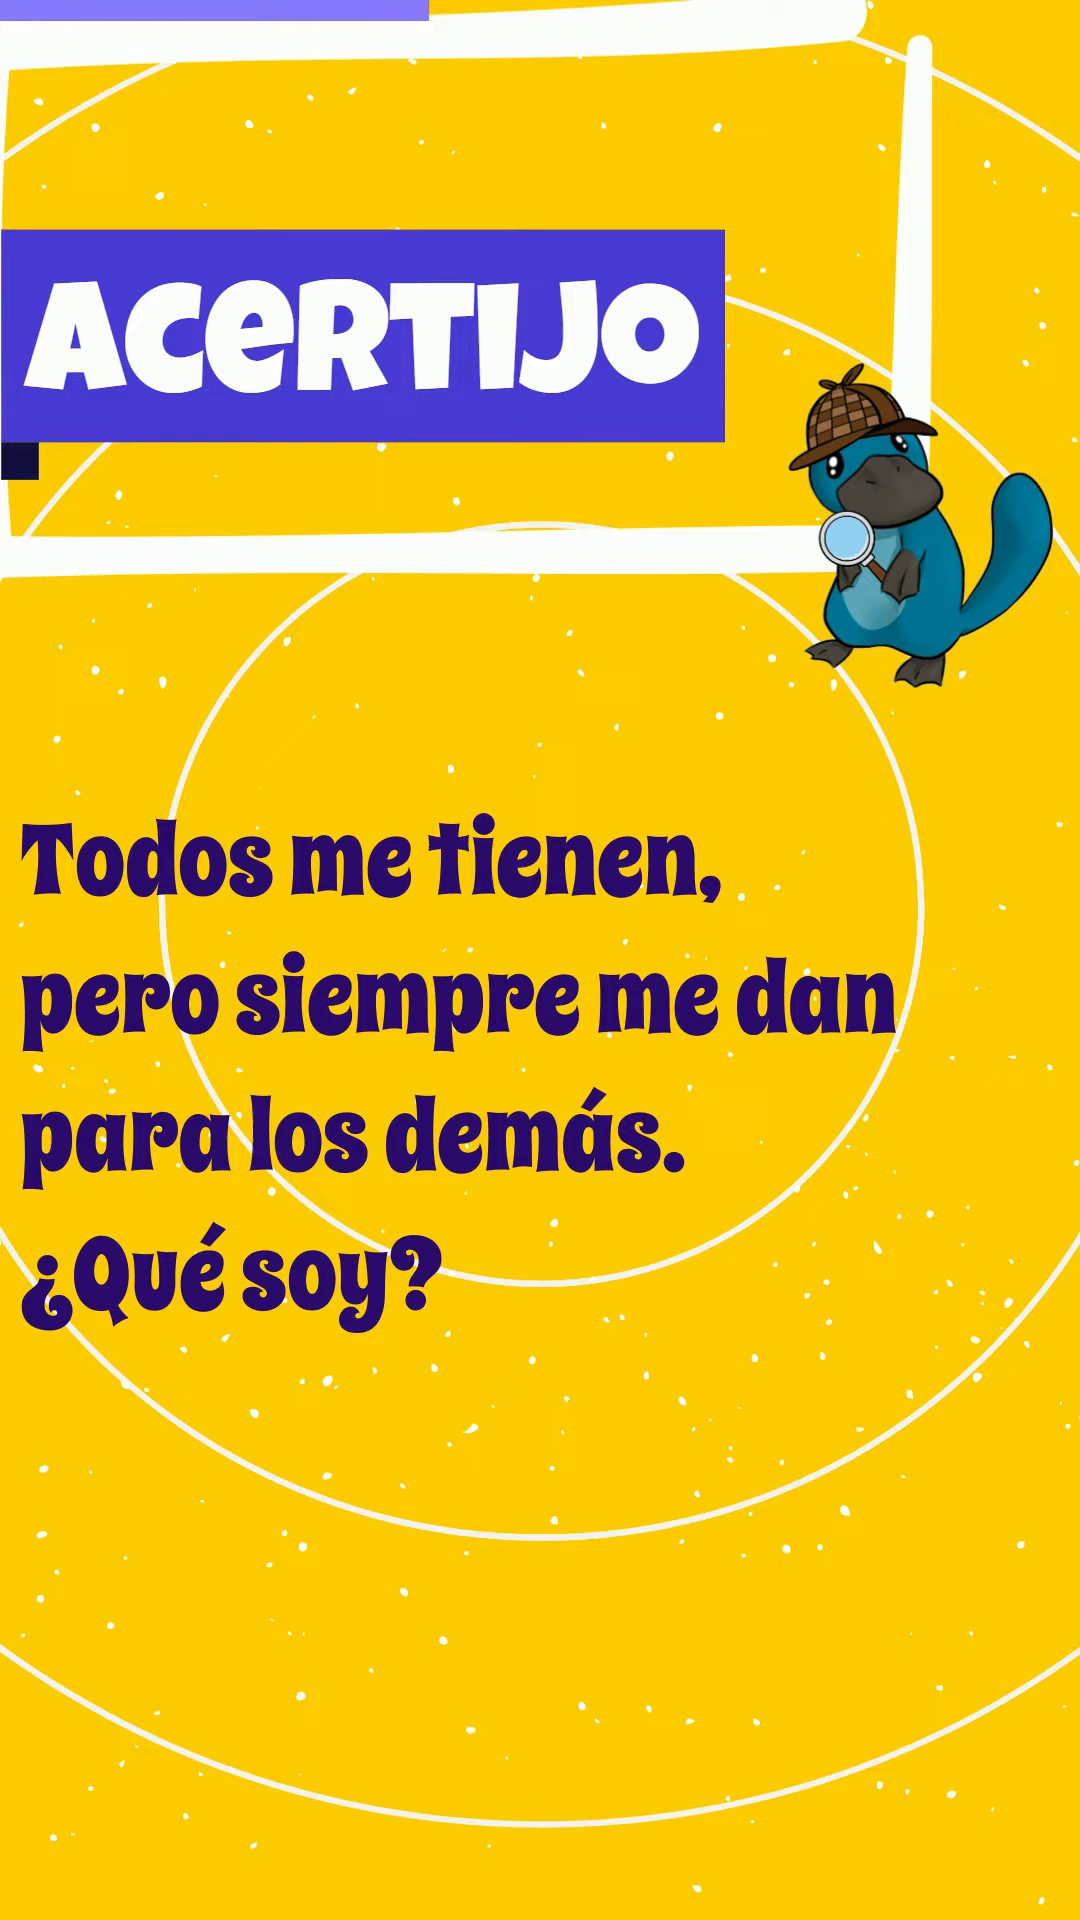 ACeRTIJO
Todos me tienen,
pero siempre me dan
para los demás.
¿Qué soy?